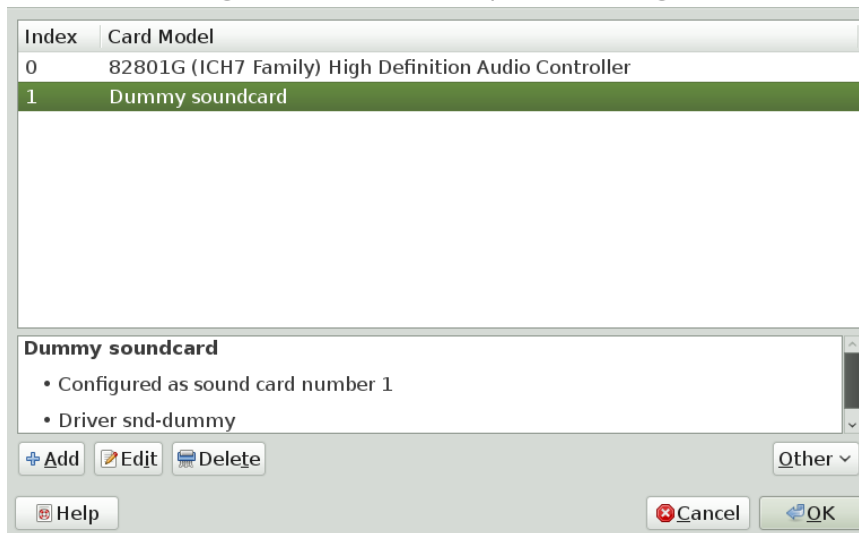 Index Card Model
0 82801G (ICH7 Family) High Definition Audio Controller
1 Dummy soundcard
Dummy soundcard
• Configured as sound card number 1
• Driver snd-dummy
Add Edit Delete Other
Help Cancel OK